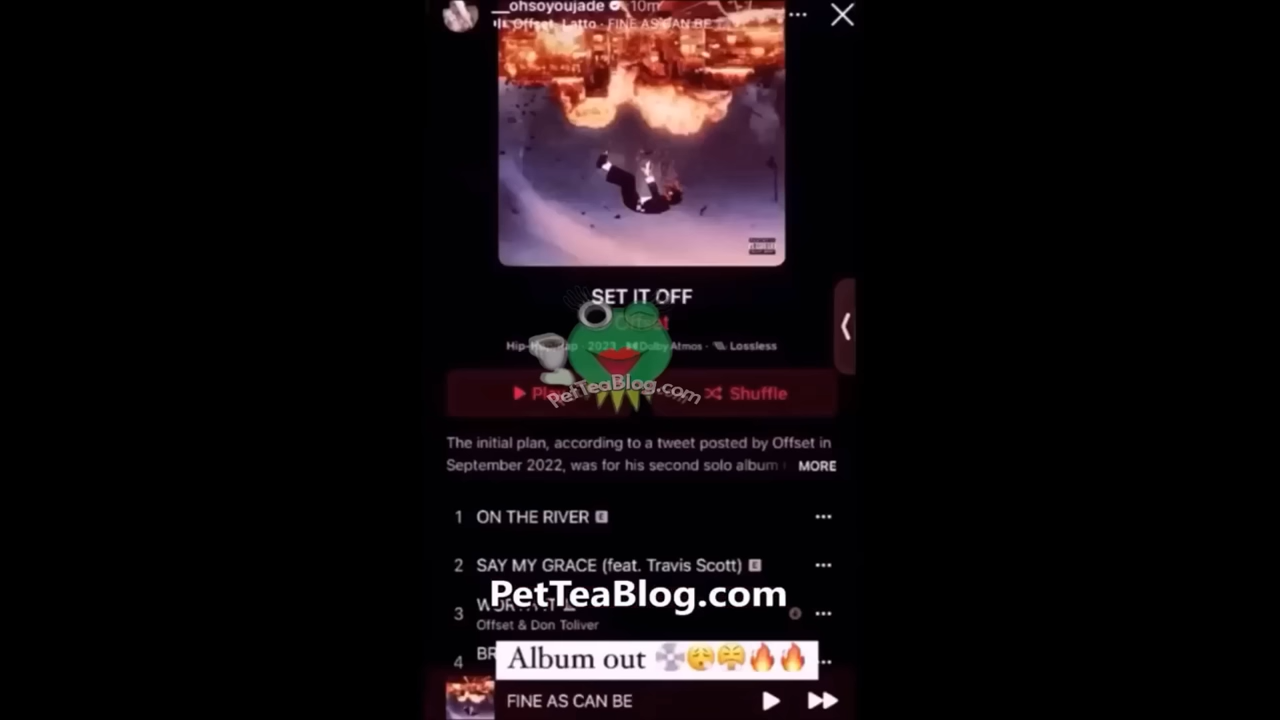 __ohsoyoujade 10m
Offset, Latto · FINE AS CAN BE
SET IT OFF
Hip-Hop/Rap · 2023 · Dolby Atmos · Lossless
PetTeaBlog.com
Play
Shuffle
The initial plan, according to a tweet posted by Offset in
September 2022, was for his second solo album MORE
1 ON THE RIVER E
2 SAY MY GRACE (feat. Travis Scott) E
PetTeaBlog.com
3
Offset & Don Toliver
4 BR
Album out 💿😮‍💨😤🔥🔥
FINE AS CAN BE